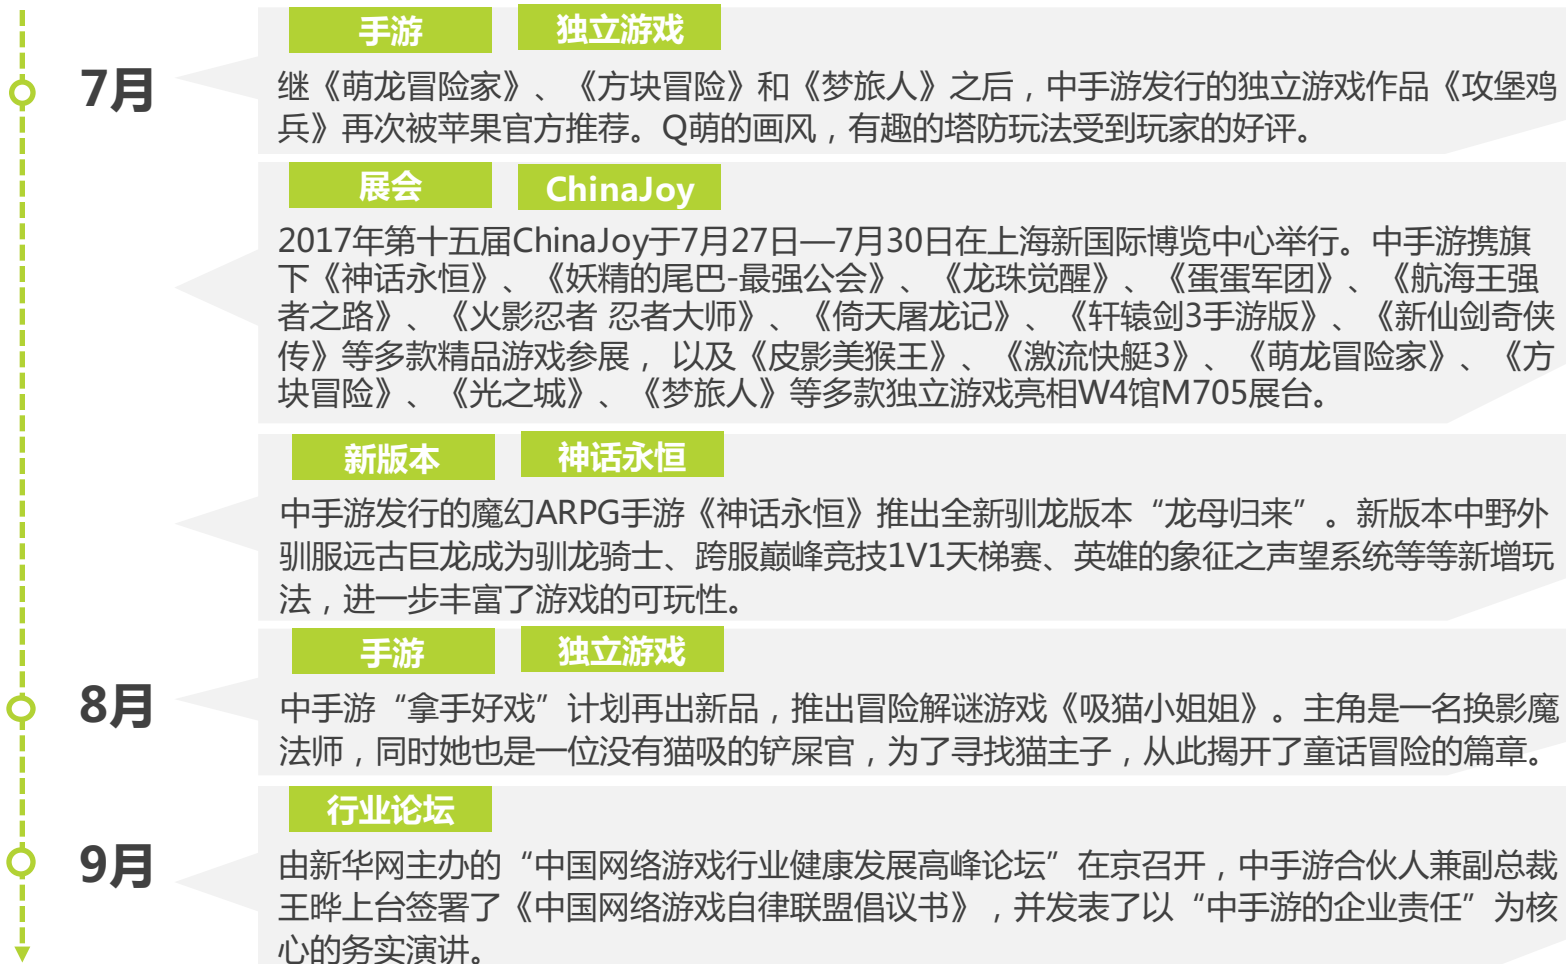 手游 独立游戏
7月
继《萌龙冒险家》、《方块冒险》和《梦旅人》之后，中手游发行的独立游戏作品《攻堡鸡
兵》再次被苹果官方推荐。Q萌的画风，有趣的塔防玩法受到玩家的好评。
展会 ChinaJoy
2017年第十五届ChinaJoy于7月27日—7月30日在上海新国际博览中心举行。中手游携旗
下《神话永恒》、《妖精的尾巴-最强公会》、《龙珠觉醒》、《蛋蛋军团》、《航海王强
者之路》、《火影忍者 忍者大师》、《倚天屠龙记》、《轩辕剑3手游版》、《新仙剑奇侠
传》等多款精品游戏参展， 以及《皮影美猴王》、《激流快艇3》、《萌龙冒险家》、《方
块冒险》、《光之城》、《梦旅人》等多款独立游戏亮相W4馆M705展台。
新版本 神话永恒
中手游发行的魔幻ARPG手游《神话永恒》推出全新驯龙版本“龙母归来”。新版本中野外
驯服远古巨龙成为驯龙骑士、跨服巅峰竞技1V1天梯赛、英雄的象征之声望系统等等新增玩
法，进一步丰富了游戏的可玩性。
手游 独立游戏
8月
中手游“拿手好戏”计划再出新品，推出冒险解谜游戏《吸猫小姐姐》。主角是一名换影魔
法师，同时她也是一位没有猫吸的铲屎官，为了寻找猫主子，从此揭开了童话冒险的篇章。
行业论坛
9月
由新华网主办的“中国网络游戏行业健康发展高峰论坛”在京召开，中手游合伙人兼副总裁
王晔上台签署了《中国网络游戏自律联盟倡议书》，并发表了以“中手游的企业责任”为核
心的务实演讲。